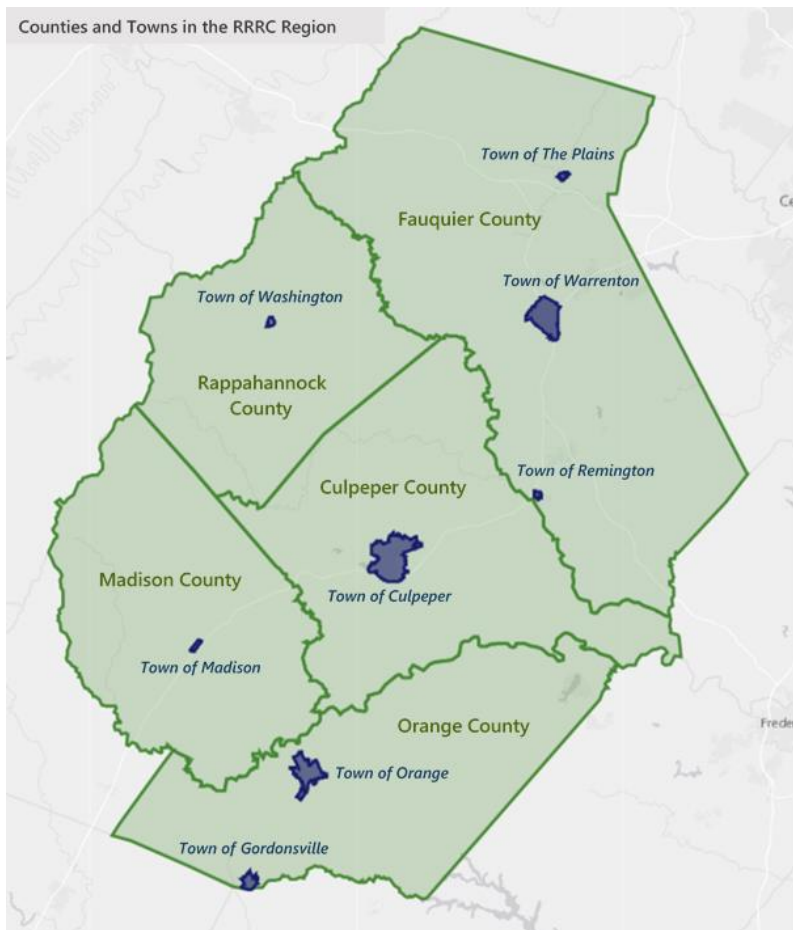 Counties and Towns in the RRRC Region
Town of The Plains
Fauquier County
Town of Warrenton
Town of Washington
Rappahannock
County
Town of Remington
Culpeper County
Town of Culpeper
Madison County
Town of Madison
Orange County
Town of Orange
Town of Gordonsville
Ce
Freder